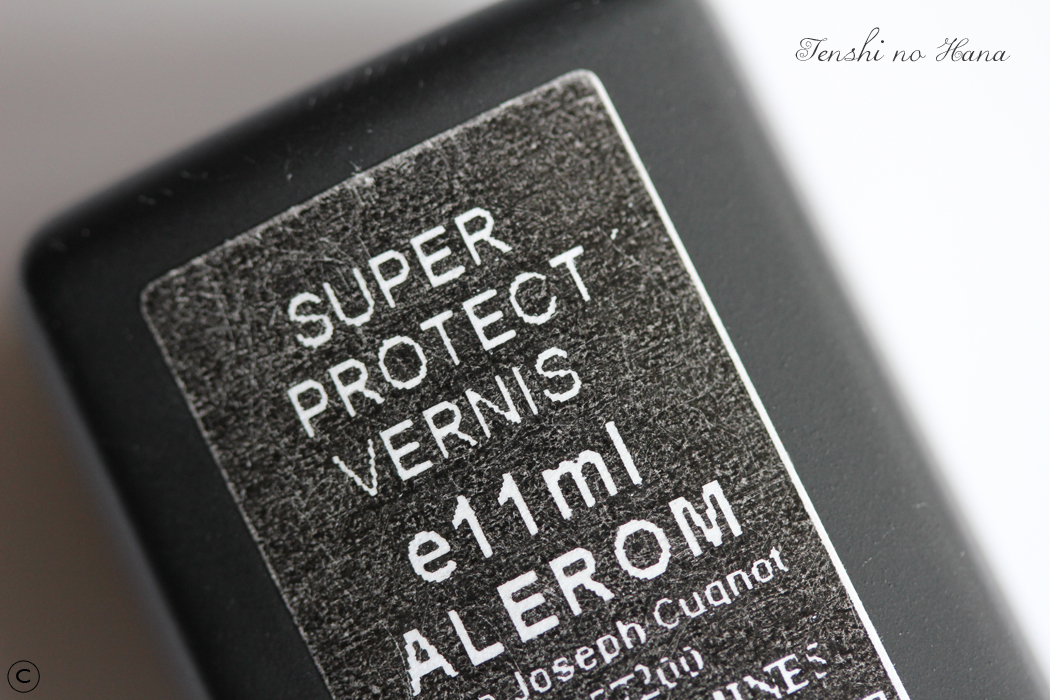 Tenshi no Hana
SUPER
PROTECT
VERNIS
e11ml
ALEROM
Joseph Cugnot
©